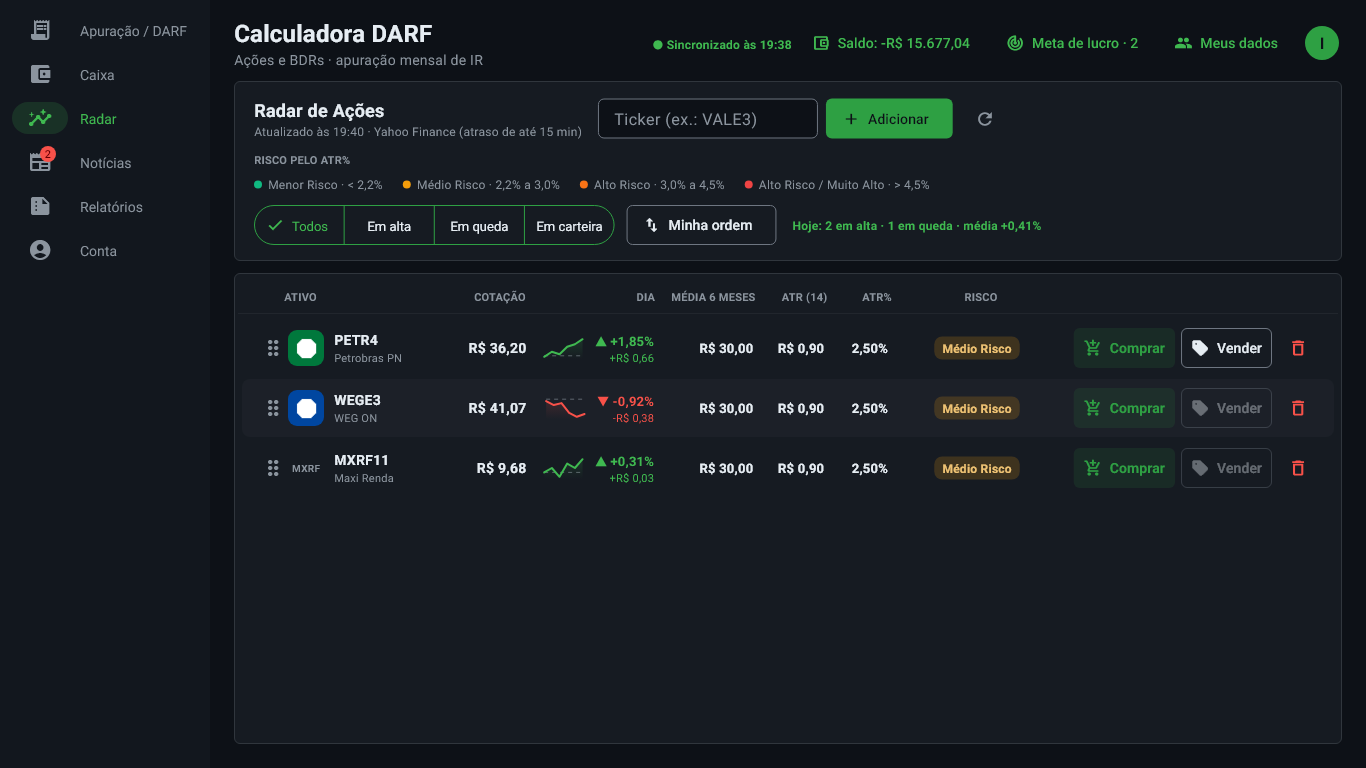 Apuração / DARF
Caixa
Radar
2
Notícias
Relatórios
Conta
Calculadora DARF
Ações e BDRs · apuração mensal de IR
Sincronizado às 19:38
Saldo: -R$ 15.677,04
Meta de lucro · 2
Meus dados
I
Radar de Ações
Atualizado às 19:40 · Yahoo Finance (atraso de até 15 min)
Ticker (ex.: VALE3)
Adicionar
RISCO PELO ATR%
Menor Risco · < 2,2% Médio Risco · 2,2% a 3,0% Alto Risco · 3,0% a 4,5% Alto Risco / Muito Alto · > 4,5%
Todos Em alta Em queda Em carteira Minha ordem Hoje: 2 em alta · 1 em queda · média +0,41%
ATIVO COTAÇÃO DIA MÉDIA 6 MESES ATR (14) ATR% RISCO
PETR4
Petrobras PN
R$ 36,20
+1,85%
+R$ 0,66
R$ 30,00 R$ 0,90 2,50% Médio Risco Comprar Vender
WEGE3
WEG ON
R$ 41,07
-0,92%
-R$ 0,38
R$ 30,00 R$ 0,90 2,50% Médio Risco Comprar Vender
MXRF
MXRF11
Maxi Renda
R$ 9,68
+0,31%
+R$ 0,03
R$ 30,00 R$ 0,90 2,50% Médio Risco Comprar Vender